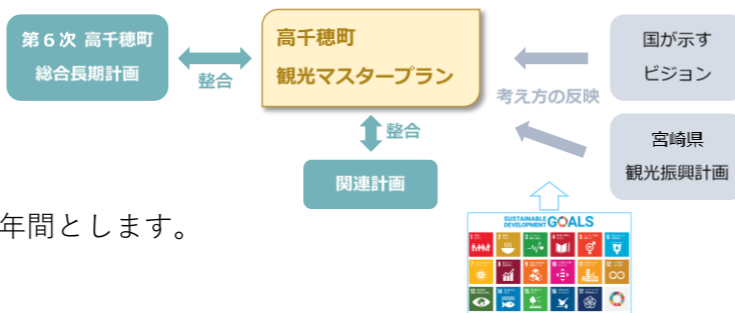 第６次 高千穂町
総合長期計画
整合
高千穂町
観光マスタープラン
国が示す
ビジョン
考え方の反映
宮崎県
観光振興計画
整合
関連計画
年間とします。
SUSTAINABLE
DEVELOPMENT GOALS